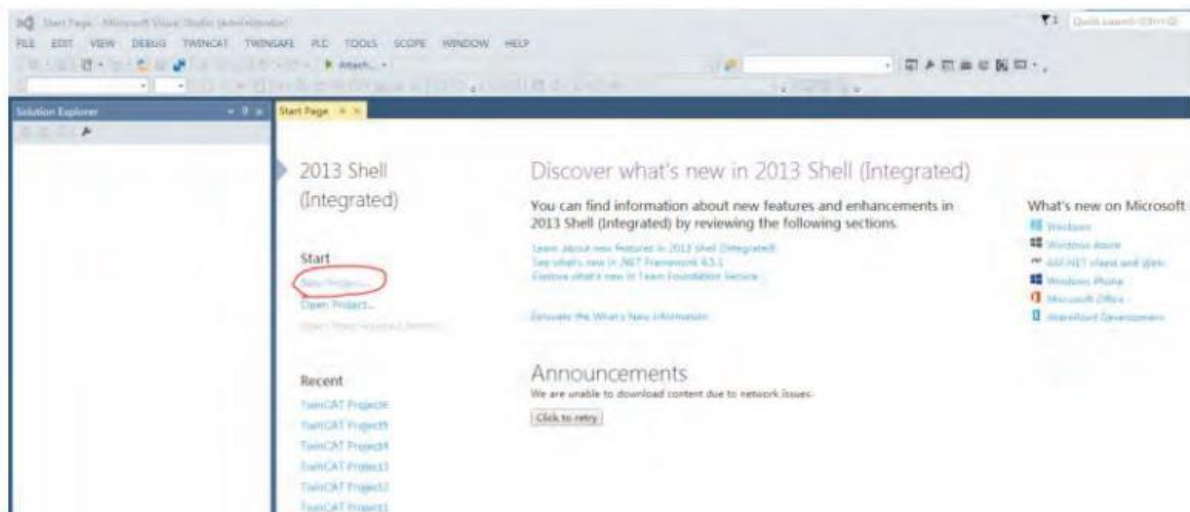 Start Page - Microsoft Visual Studio (Administrator)
1
Quick Launch (Ctrl+Q)
FILE EDIT VIEW DEBUG TWINCAT TWINSAFE PLC TOOLS SCOPE WINDOW HELP
Attach...
Solution Explorer
Start Page
2013 Shell
(Integrated)
Start
New Project...
Open Project...
Recent
TwinCAT Project6
TwinCAT Project5
TwinCAT Project4
TwinCAT Project3
TwinCAT Project2
TwinCAT Project1
Discover what's new in 2013 Shell (Integrated)
You can find information about new features and enhancements in
2013 Shell (Integrated) by reviewing the following sections.
Learn about new features in 2013 Shell (Integrated)
See what's new in .NET Framework 4.5.1
Explore what's new in Team Foundation Service
Relocate the What's New Information
Announcements
We are unable to download content due to network issues.
Click to retry
What's new on Microsoft
Windows
Windows Azure
ASP.NET vNext and Web
Windows Phone
Microsoft Office
SharePoint Development